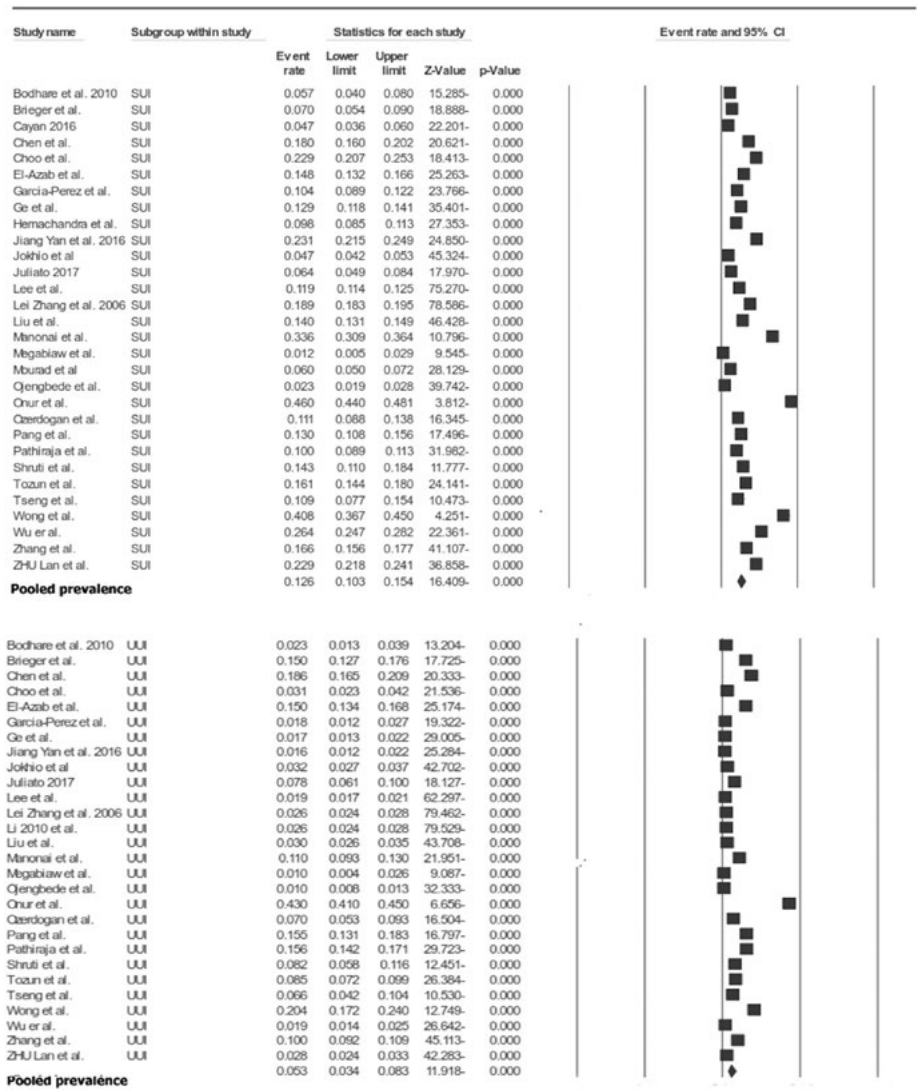 Study name Subgroup within study Statistics for each study Event rate and 95% CI
Event rate Lower limit Upper limit Z-Value p-Value
Bodhare et al. 2010 SUI 0.057 0.040 0.080 15.285- 0.000
Brieger et al. SUI 0.070 0.054 0.090 18.888- 0.000
Cayan 2016 SUI 0.047 0.036 0.060 22.201- 0.000
Chen et al. SUI 0.180 0.160 0.202 20.621- 0.000
Choo et al. SUI 0.229 0.207 0.253 18.413- 0.000
El-Azab et al. SUI 0.148 0.132 0.166 25.263- 0.000
Garcia-Perez et al. SUI 0.104 0.089 0.122 23.766- 0.000
Ge et al. SUI 0.129 0.118 0.141 35.401- 0.000
Hemachandra et al. SUI 0.098 0.085 0.113 27.353- 0.000
Jiang Yan et al. 2016 SUI 0.231 0.215 0.249 24.850- 0.000
Jokhio et al SUI 0.047 0.042 0.053 45.324- 0.000
Juliato 2017 SUI 0.064 0.049 0.084 17.970- 0.000
Lee et al. SUI 0.119 0.114 0.125 75.270- 0.000
Lei Zhang et al. 2006 SUI 0.189 0.183 0.195 78.586- 0.000
Liu et al. SUI 0.140 0.131 0.149 46.428- 0.000
Manonai et al. SUI 0.336 0.309 0.364 10.796- 0.000
Megabiaw et al. SUI 0.012 0.005 0.029 9.545- 0.000
Mourad et al SUI 0.060 0.050 0.072 28.129- 0.000
Ojengbede et al. SUI 0.023 0.019 0.028 39.742- 0.000
Onur et al. SUI 0.460 0.440 0.481 3.812- 0.000
Ozerdogan et al. SUI 0.111 0.088 0.138 16.345- 0.000
Pang et al. SUI 0.130 0.108 0.156 17.496- 0.000
Pathiraja et al. SUI 0.100 0.089 0.113 31.982- 0.000
Shruti et al. SUI 0.143 0.110 0.184 11.777- 0.000
Tozun et al. SUI 0.161 0.144 0.180 24.141- 0.000
Tseng et al. SUI 0.109 0.077 0.154 10.473- 0.000
Wong et al. SUI 0.408 0.367 0.450 4.251- 0.000
Wu er al. SUI 0.264 0.247 0.282 22.361- 0.000
Zhang et al. SUI 0.166 0.156 0.177 41.107- 0.000
ZHU Lan et al. SUI 0.229 0.218 0.241 36.858- 0.000
Pooled prevalence 0.126 0.103 0.154 16.409- 0.000
Bodhare et al. 2010 UUI 0.023 0.013 0.039 13.204- 0.000
Brieger et al. UUI 0.150 0.127 0.176 17.725- 0.000
Chen et al. UUI 0.186 0.165 0.209 20.333- 0.000
Choo et al. UUI 0.031 0.023 0.042 21.536- 0.000
El-Azab et al. UUI 0.150 0.134 0.168 25.174- 0.000
Garcia-Perez et al. UUI 0.018 0.012 0.027 19.322- 0.000
Ge et al. UUI 0.017 0.013 0.022 29.005- 0.000
Jiang Yan et al. 2016 UUI 0.016 0.012 0.022 25.284- 0.000
Jokhio et al UUI 0.032 0.027 0.037 42.702- 0.000
Juliato 2017 UUI 0.078 0.061 0.100 18.127- 0.000
Lee et al. UUI 0.019 0.017 0.021 62.297- 0.000
Lei Zhang et al. 2006 UUI 0.026 0.024 0.028 79.462- 0.000
Li 2010 et al. UUI 0.026 0.024 0.028 79.529- 0.000
Liu et al. UUI 0.030 0.026 0.035 43.708- 0.000
Manonai et al. UUI 0.110 0.093 0.130 21.951- 0.000
Megabiaw et al. UUI 0.010 0.004 0.026 9.087- 0.000
Ojengbede et al. UUI 0.010 0.008 0.013 32.333- 0.000
Onur et al. UUI 0.430 0.410 0.450 6.656- 0.000
Ozerdogan et al. UUI 0.070 0.053 0.093 16.504- 0.000
Pang et al. UUI 0.155 0.131 0.183 16.797- 0.000
Pathiraja et al. UUI 0.156 0.142 0.171 29.723- 0.000
Shruti et al. UUI 0.082 0.058 0.116 12.451- 0.000
Tozun et al. UUI 0.085 0.072 0.099 26.384- 0.000
Tseng et al. UUI 0.066 0.042 0.104 10.530- 0.000
Wong et al. UUI 0.204 0.172 0.240 12.749- 0.000
Wu er al. UUI 0.019 0.014 0.025 26.642- 0.000
Zhang et al. UUI 0.100 0.092 0.109 45.113- 0.000
ZHU Lan et al. UUI 0.028 0.024 0.033 42.283- 0.000
Pooled prevalence 0.053 0.034 0.083 11.918- 0.000